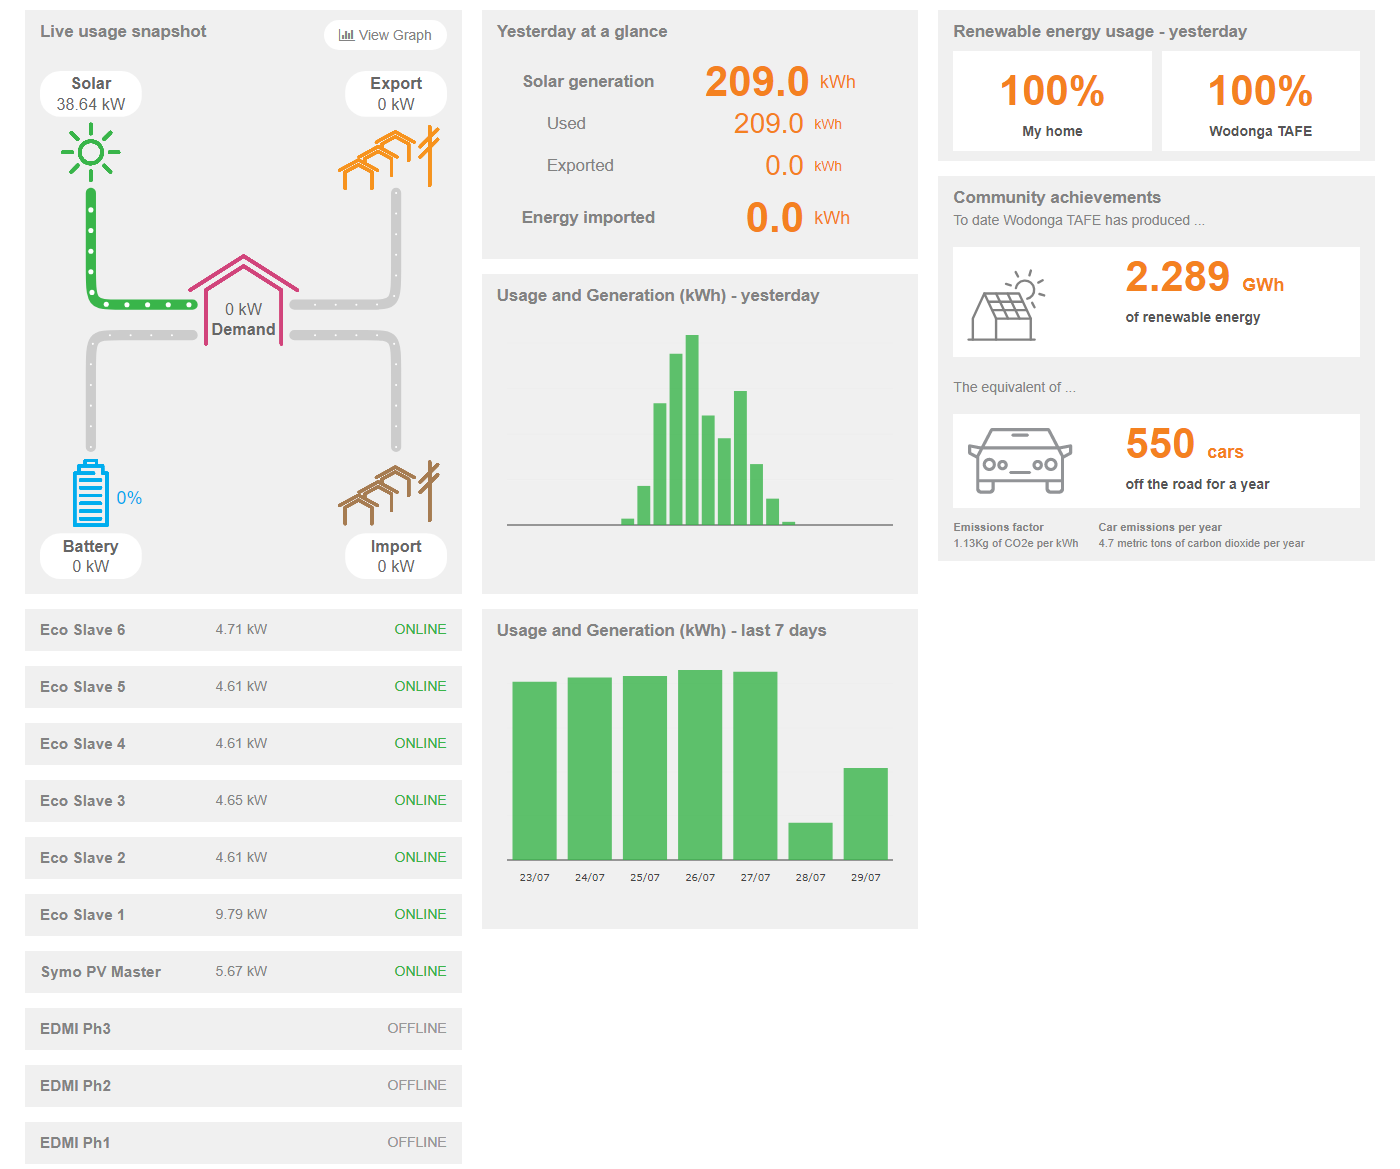 Live usage snapshot
View Graph
Solar
38.64 kW
Export
0 kW
0 kW
Demand
0%
Battery
0 kW
Import
0 kW
Eco Slave 6 4.71 kW ONLINE
Eco Slave 5 4.61 kW ONLINE
Eco Slave 4 4.61 kW ONLINE
Eco Slave 3 4.65 kW ONLINE
Eco Slave 2 4.61 kW ONLINE
Eco Slave 1 9.79 kW ONLINE
Symo PV Master 5.67 kW ONLINE
EDMI Ph3 OFFLINE
EDMI Ph2 OFFLINE
EDMI Ph1 OFFLINE
Yesterday at a glance
Solar generation 209.0 kWh
Used 209.0 kWh
Exported 0.0 kWh
Energy imported 0.0 kWh
Usage and Generation (kWh) - yesterday
Usage and Generation (kWh) - last 7 days
23/07 24/07 25/07 26/07 27/07 28/07 29/07
Renewable energy usage - yesterday
100%
My home
100%
Wodonga TAFE
Community achievements
To date Wodonga TAFE has produced ...
2.289 GWh
of renewable energy
The equivalent of ...
550 cars
off the road for a year
Emissions factor
1.13Kg of CO2e per kWh
Car emissions per year
4.7 metric tons of carbon dioxide per year